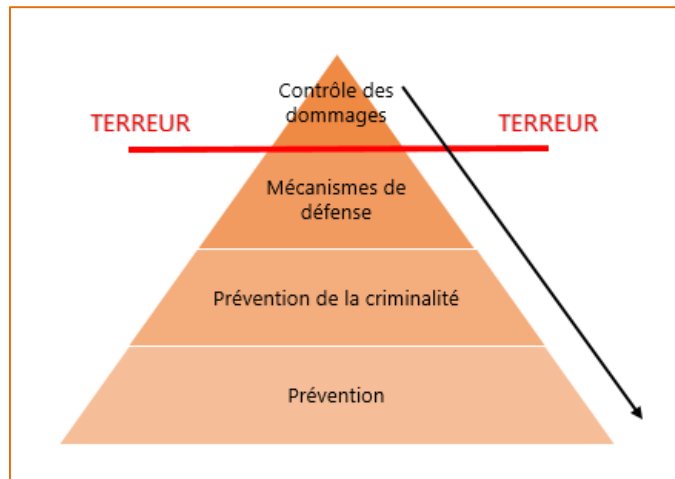 Contrôle des
dommages
TERREUR
TERREUR
Mécanismes de
défense
Prévention de la criminalité
Prévention